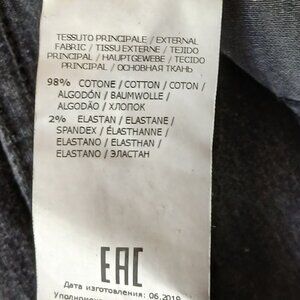 TESSUTO PRINCIPALE / EXTERNAL
FABRIC / TISSU EXTERNE / TEJIDO
PRINCIPAL / HAUPTGEWEBE / TECIDO
PRINCIPAL / ОСНОВНАЯ ТКАНЬ
98% COTONE / COTTON / COTON /
ALGODÓN / BAUMWOLLE /
ALGODÃO / ХЛОПОК
2% ELASTAN / ELASTANE /
SPANDEX / ÉLASTHANNE /
ELASTANO / ELASTHAN /
ELASTANO / ЭЛАСТАН
EAC
Дата изготовления: 06.2019